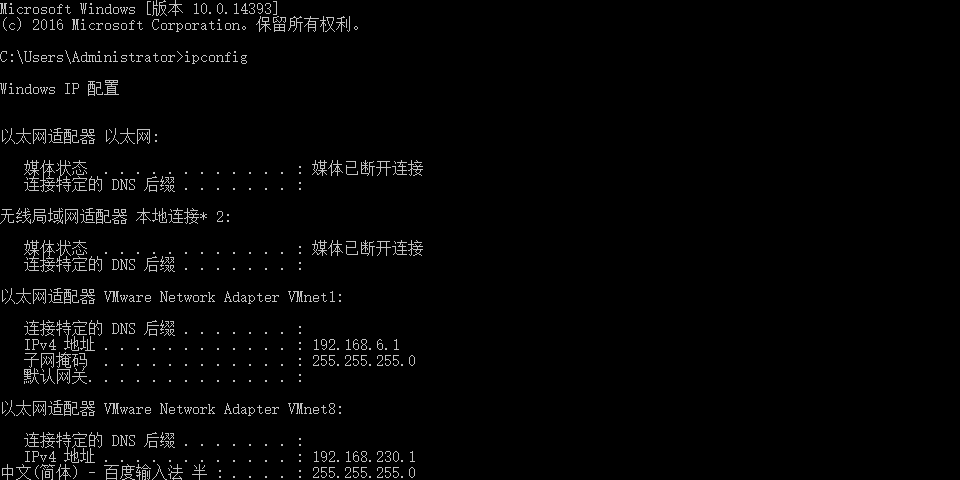 Microsoft Windows [版本 10.0.14393]
(c) 2016 Microsoft Corporation。保留所有权利。
C:\Users\Administrator>ipconfig
Windows IP 配置
以太网适配器 以太网:
媒体状态  . . . . . . . . . . . . : 媒体已断开连接
连接特定的 DNS 后缀 . . . . . . . :
无线局域网适配器 本地连接* 2:
媒体状态  . . . . . . . . . . . . : 媒体已断开连接
连接特定的 DNS 后缀 . . . . . . . :
以太网适配器 VMware Network Adapter VMnet1:
连接特定的 DNS 后缀 . . . . . . . :
IPv4 地址 . . . . . . . . . . . . : 192.168.6.1
子网掩码  . . . . . . . . . . . . : 255.255.255.0
默认网关. . . . . . . . . . . . . :
以太网适配器 VMware Network Adapter VMnet8:
连接特定的 DNS 后缀 . . . . . . . :
IPv4 地址 . . . . . . . . . . . . : 192.168.230.1
中文(简体) - 百度输入法 半 : . . . . : 255.255.255.0